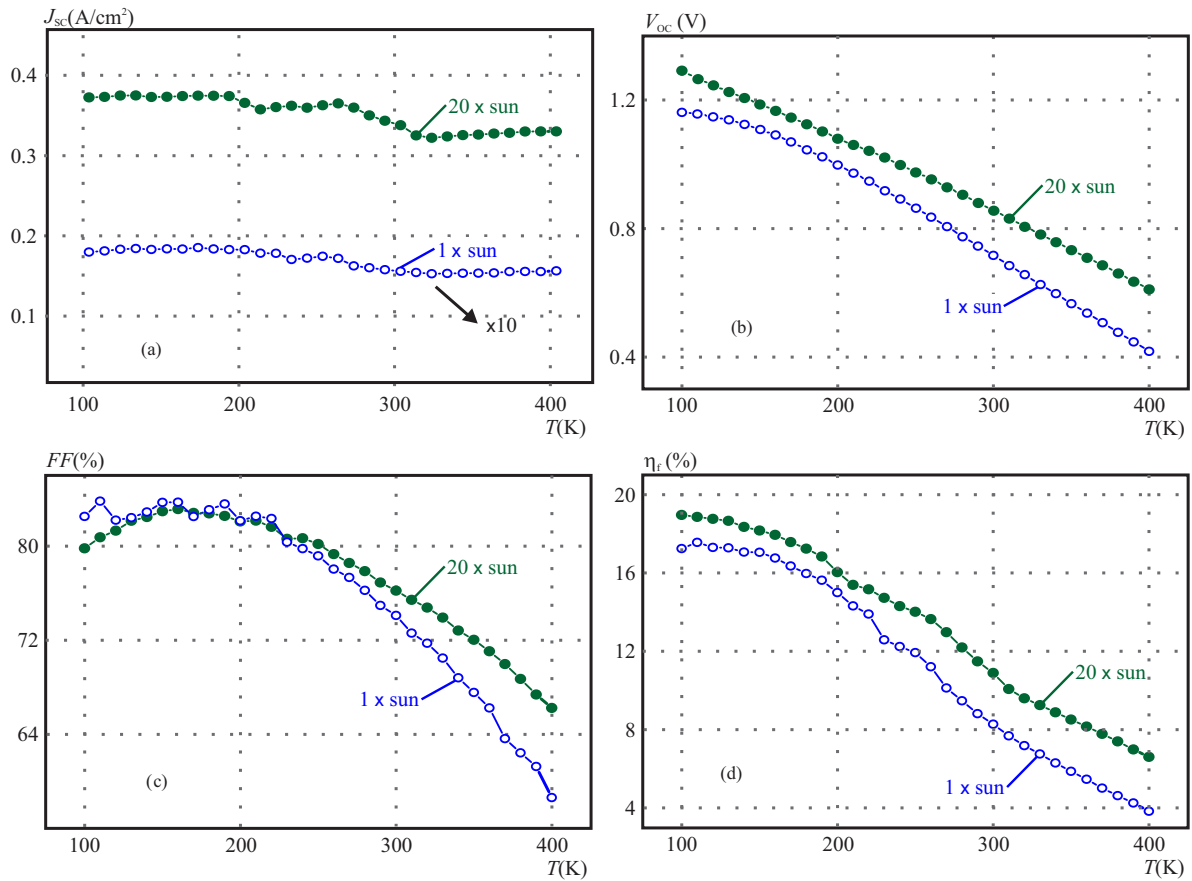 J_SC(A/cm²)
0.4
0.3
0.2
0.1
20 x sun
1 x sun
x10
(a)
100 200 300 400
T(K)
V_OC (V)
1.2
0.8
0.4
20 x sun
1 x sun
(b)
100 200 300 400
T(K)
FF(%)
80
72
64
20 x sun
1 x sun
(c)
100 200 300 400
T(K)
η_f (%)
20
16
12
8
4
20 x sun
1 x sun
(d)
100 200 300 400
T(K)